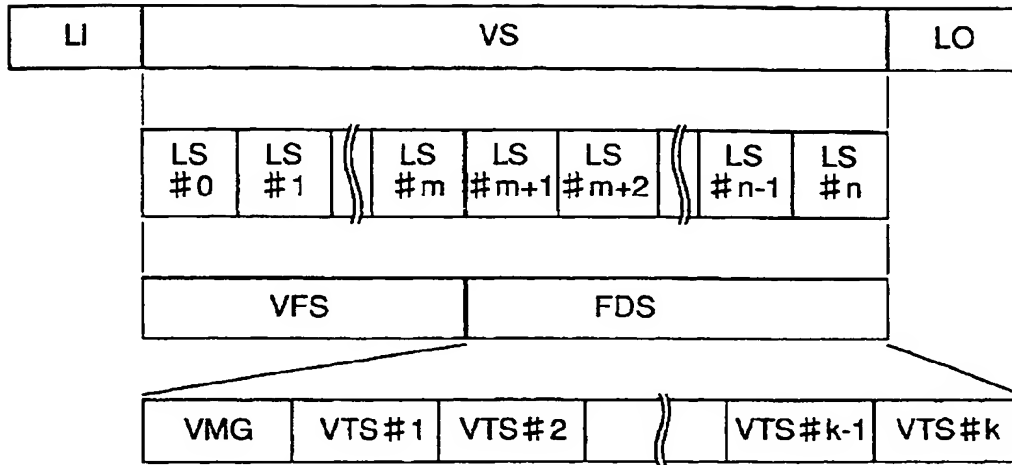 LI VS LO
LS LS LS LS LS LS LS
#0 #1 #m #m+1 #m+2 #n-1 #n
VFS FDS
VMG VTS#1 VTS#2 VTS#k-1 VTS#k